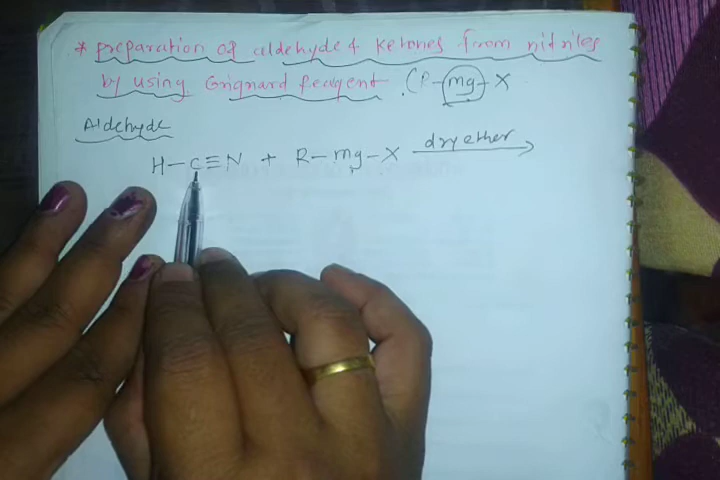 * preparation of aldehyde & Ketones from nitriles
by using Grignard Reagent (R-mg-X
Aldehyde
H-C≡N + R-mg-X dry ether